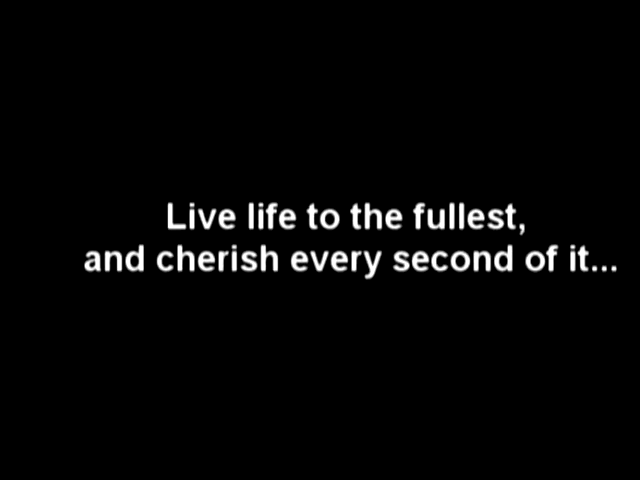 Live life to the fullest,
and cherish every second of it...